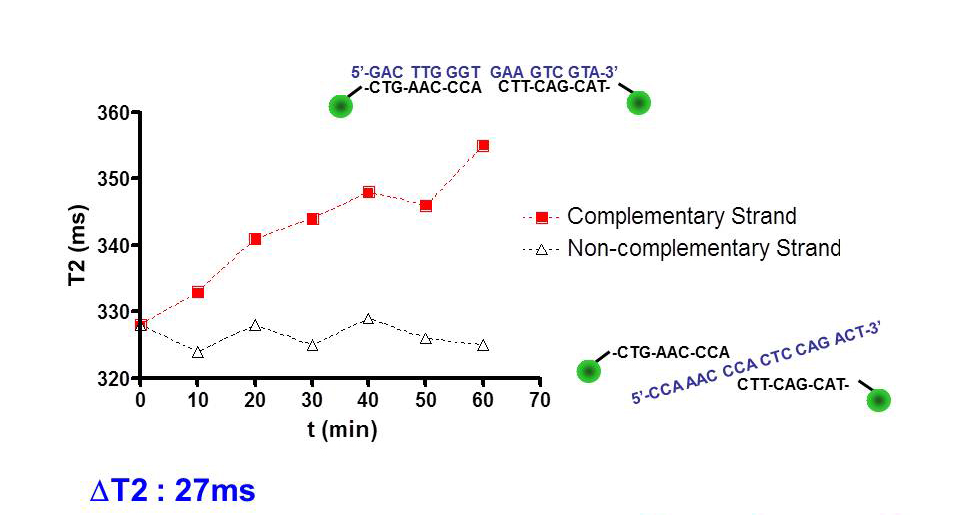 5’-GAC TTG GGT GAA GTC GTA-3’
-CTG-AAC-CCA CTT-CAG-CAT-
360
350
340
330
320
T2 (ms)
0 10 20 30 40 50 60 70
t (min)
Complementary Strand
Non-complementary Strand
-CTG-AAC-CCA
5’-CCA AAC CCA CTC CAG ACT-3’
CTT-CAG-CAT-
ΔT2 : 27ms